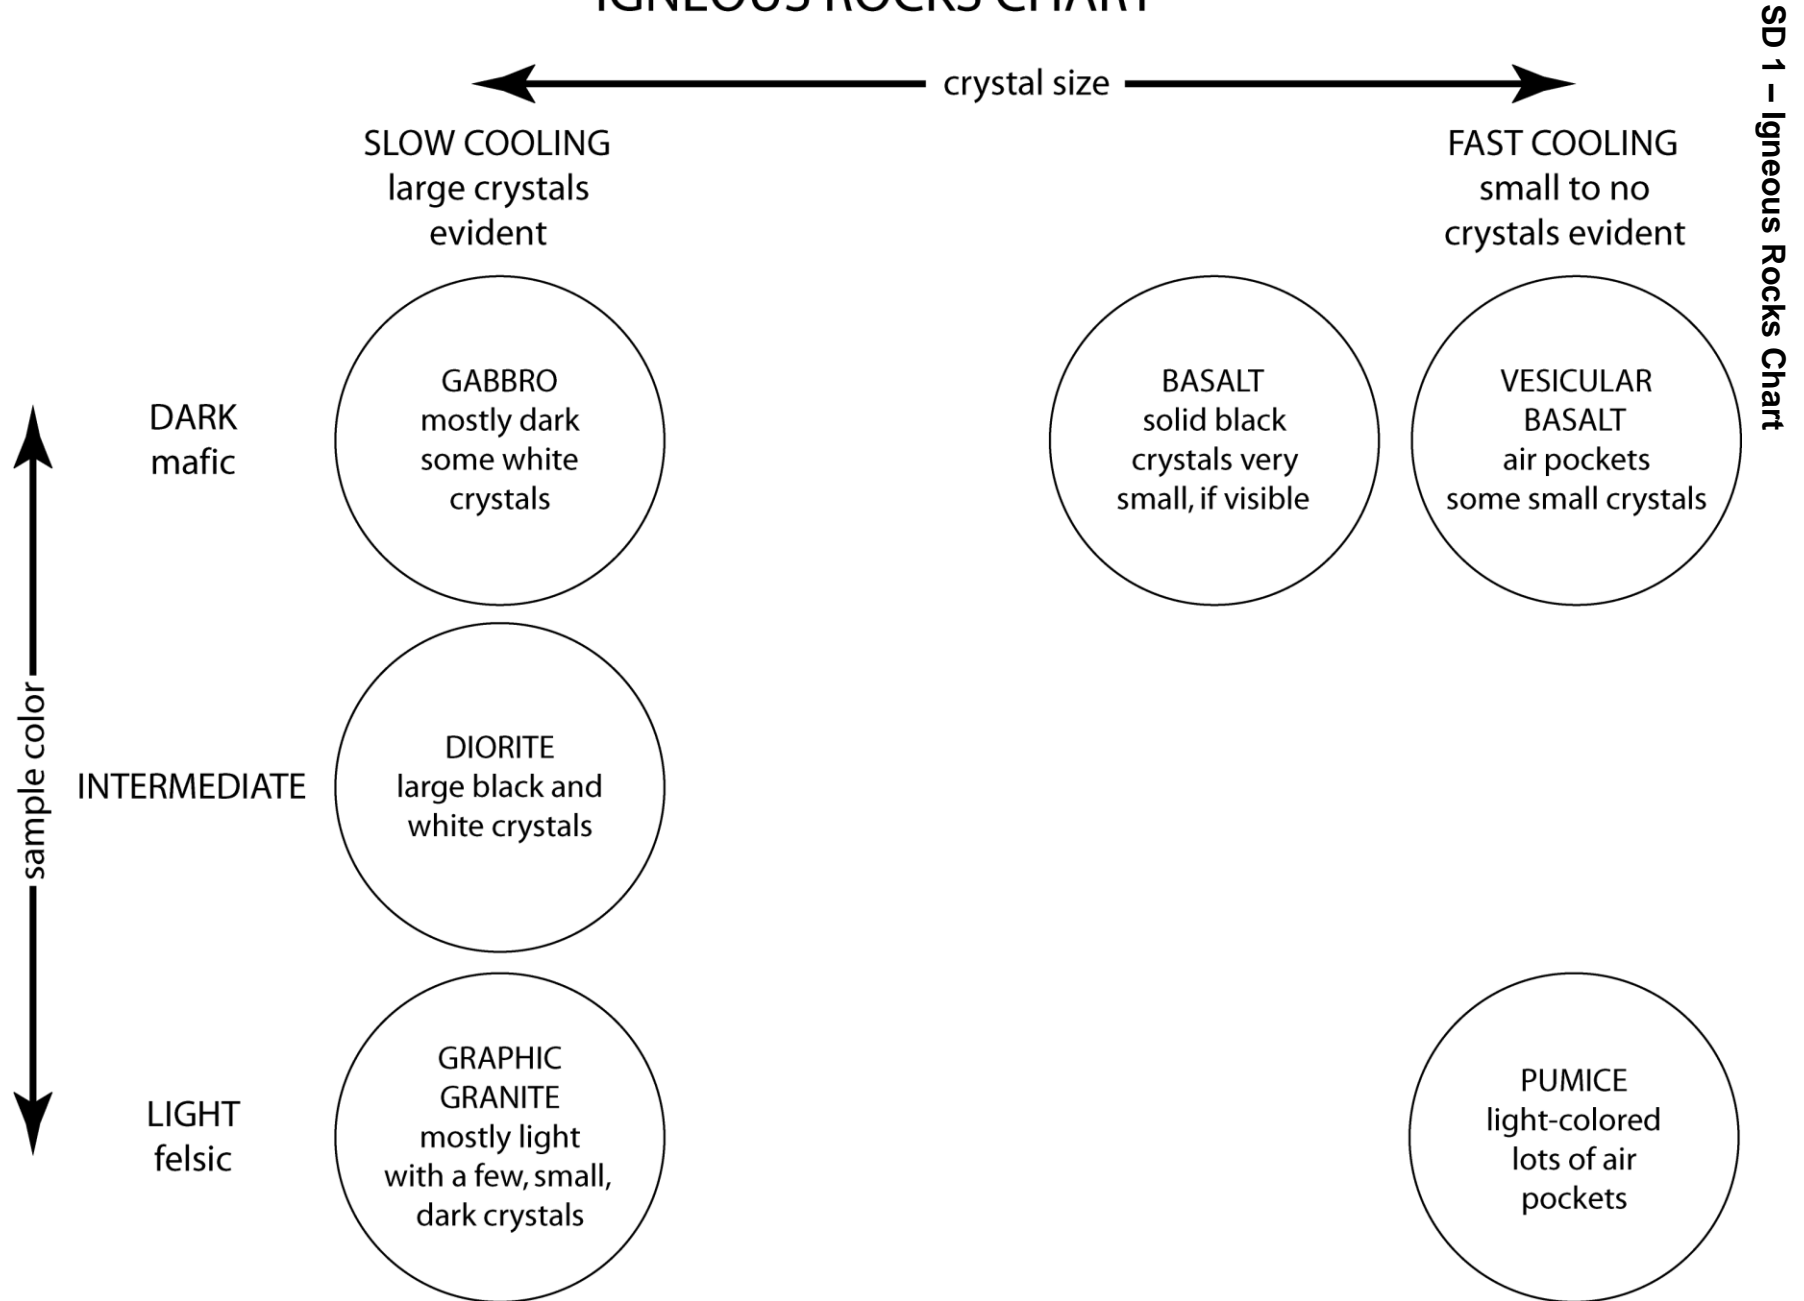 IGNEOUS ROCKS CHART
SD 1 – Igneous Rocks Chart
crystal size
SLOW COOLING
large crystals
evident
FAST COOLING
small to no
crystals evident
sample color
DARK
mafic
GABBRO
mostly dark
some white
crystals
BASALT
solid black
crystals very
small, if visible
VESICULAR
BASALT
air pockets
some small crystals
INTERMEDIATE
DIORITE
large black and
white crystals
LIGHT
felsic
GRAPHIC
GRANITE
mostly light
with a few, small,
dark crystals
PUMICE
light-colored
lots of air
pockets